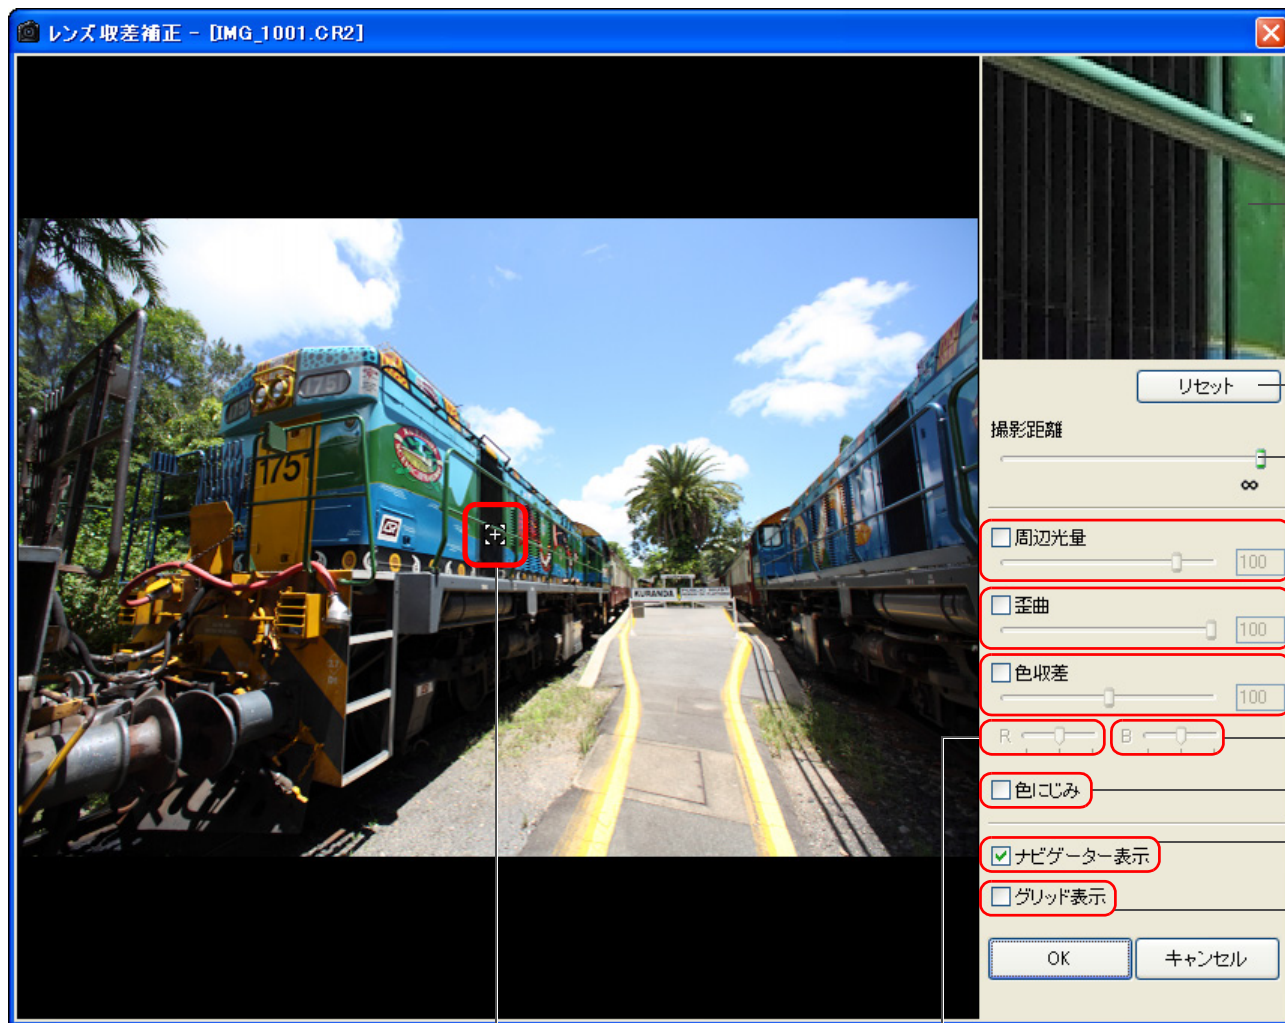 レンズ収差補正 - [IMG_1001.CR2]
1751
1751
KURANDA
リセット
撮影距離
∞
周辺光量
100
歪曲
100
色収差
100
R B
色にじみ
ナビゲーター表示
グリッド表示
OK キャンセル